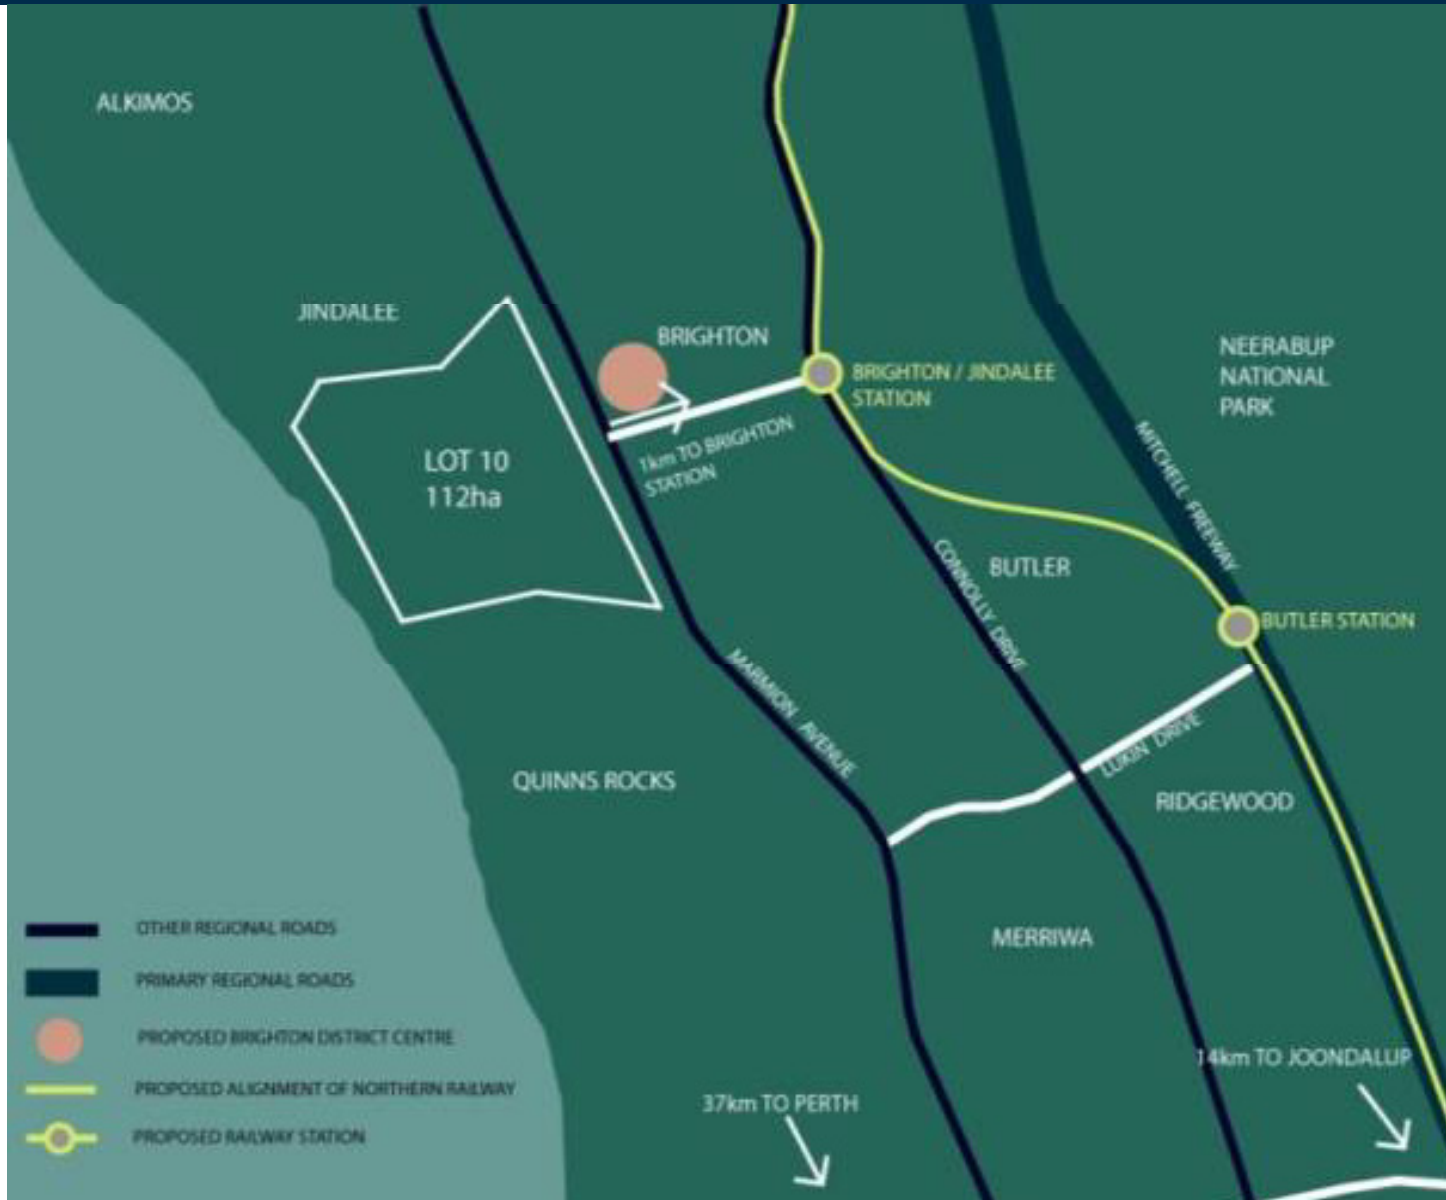 ALKIMOS
JINDALEE
BRIGHTON
NEERABUP
NATIONAL
PARK
BRIGHTON / JINDALEE
STATION
LOT 10
112ha
1km TO BRIGHTON
STATION
MITCHELL FREEWAY
CONNOLLY DRIVE
BUTLER
BUTLER STATION
MARMION AVENUE
LUKIN DRIVE
QUINNS ROCKS
RIDGEWOOD
MERRIWA
OTHER REGIONAL ROADS
PRIMARY REGIONAL ROADS
PROPOSED BRIGHTON DISTRICT CENTRE
PROPOSED ALIGNMENT OF NORTHERN RAILWAY
PROPOSED RAILWAY STATION
37km TO PERTH
14km TO JOONDALUP